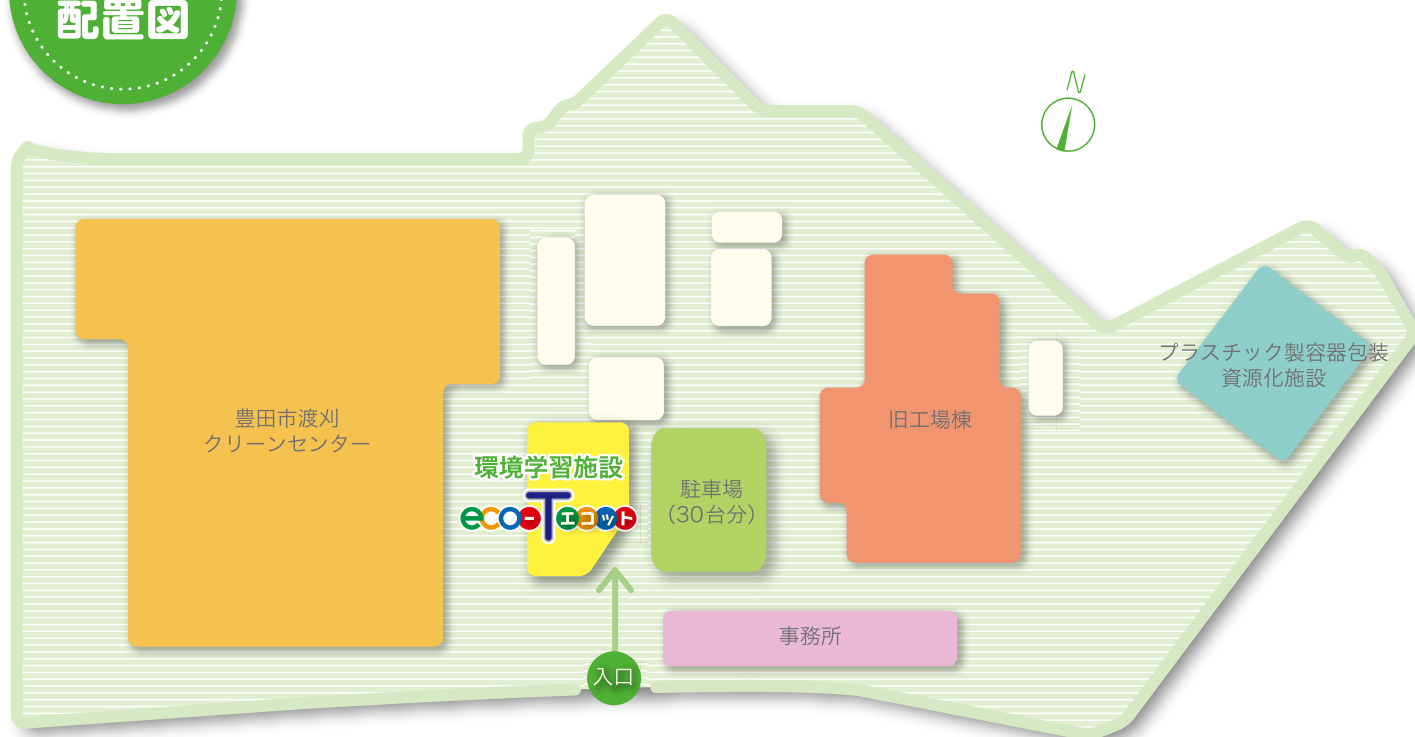 配置図
N
豊田市渡刈
クリーンセンター
環境学習施設
eco-Tエコット
駐車場
（30台分）
旧工場棟
プラスチック製容器包装
資源化施設
事務所
入口